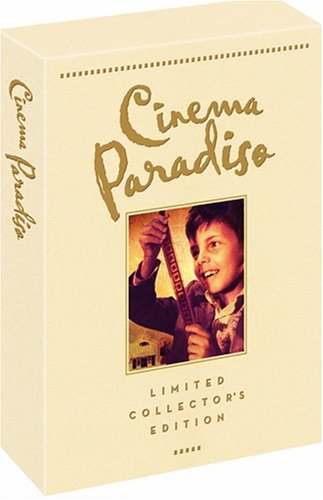 Cinema
Paradiso
Cinema Paradiso
LIMITED
COLLECTOR'S
EDITION